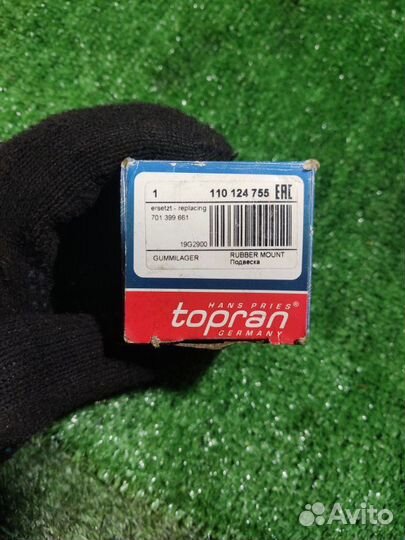 1 110 124 755 EAC
ersetzt - replacing
701 399 661
19G2900
GUMMILAGER RUBBER MOUNT
Подвеска
HANS PRIES
topran
GERMANY
Avito